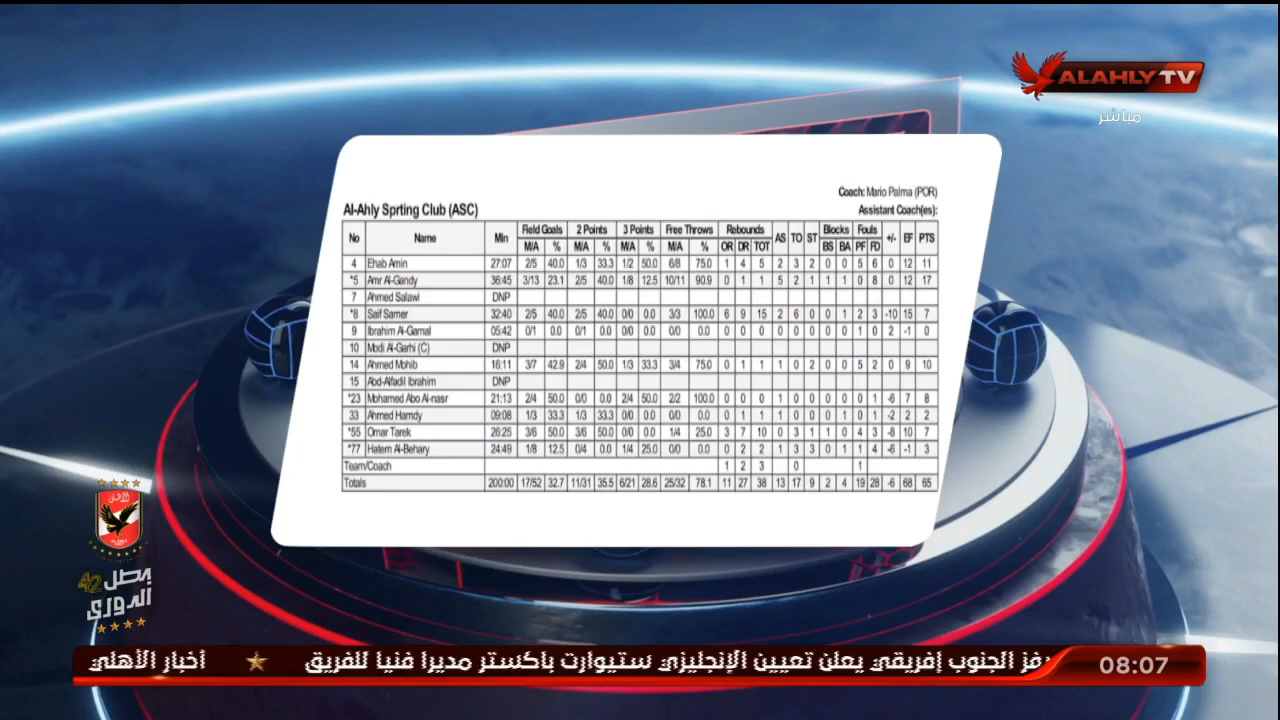 ALAHLY TV
مباشر
Coach: Mario Palma (POR)
Al-Ahly Sprting Club (ASC)
Assistant Coach(es):
No Name Min Field Goals 2 Points 3 Points Free Throws Rebounds AS TO ST Blocks Fouls +/- EF PTS
M/A % M/A % M/A % M/A % OR DR TOT BS BA PF FD
4 Ehab Amin 27:07 2/5 40.0 1/3 33.3 1/2 50.0 6/8 75.0 1 4 5 2 3 2 0 0 5 6 0 12 11
*5 Amr Al-Gandy 36:45 3/13 23.1 2/5 40.0 1/8 12.5 10/11 90.9 0 1 1 5 2 1 1 1 0 8 0 12 17
7 Ahmed Salawi DNP
*8 Saif Samer 32:40 2/5 40.0 2/5 40.0 0/0 0.0 3/3 100.0 6 9 15 2 6 0 0 1 2 3 -10 15 7
9 Ibrahim Al-Gamal 05:42 0/1 0.0 0/1 0.0 0/0 0.0 0/0 0.0 0 0 0 0 0 0 0 0 1 0 2 -1 0
10 Modi Al-Garhi (C) DNP
14 Ahmed Mohib 16:11 3/7 42.9 2/4 50.0 1/3 33.3 3/4 75.0 0 1 1 1 0 2 0 0 5 2 0 9 10
15 Abd-Alfadil Ibrahim DNP
*23 Mohamed Abo Al-nasr 21:13 2/4 50.0 0/0 0.0 2/4 50.0 2/2 100.0 0 0 0 1 0 0 0 0 0 1 -6 7 8
33 Ahmed Hamdy 09:08 1/3 33.3 1/3 33.3 0/0 0.0 0/0 0.0 0 1 1 1 0 0 0 1 0 1 -2 2 2
*55 Omar Tarek 26:25 3/6 50.0 3/6 50.0 0/0 0.0 1/4 25.0 3 7 10 0 3 1 1 0 4 3 -8 10 7
*77 Hatem Al-Behary 24:49 1/8 12.5 0/4 0.0 1/4 25.0 0/0 0.0 0 2 2 1 3 3 0 1 1 4 -6 -1 3
Team/Coach 1 2 3 0 1
Totals 200:00 17/52 32.7 11/31 35.5 6/21 28.6 25/32 78.1 11 27 38 13 17 9 2 4 19 28 -6 68 65
بطل 42
الدوري
أخبار الأهلي
الجنوب إفريقي يعلن تعيين الإنجليزي ستيوارت باكستر مديرا فنيا للفريق
08:07